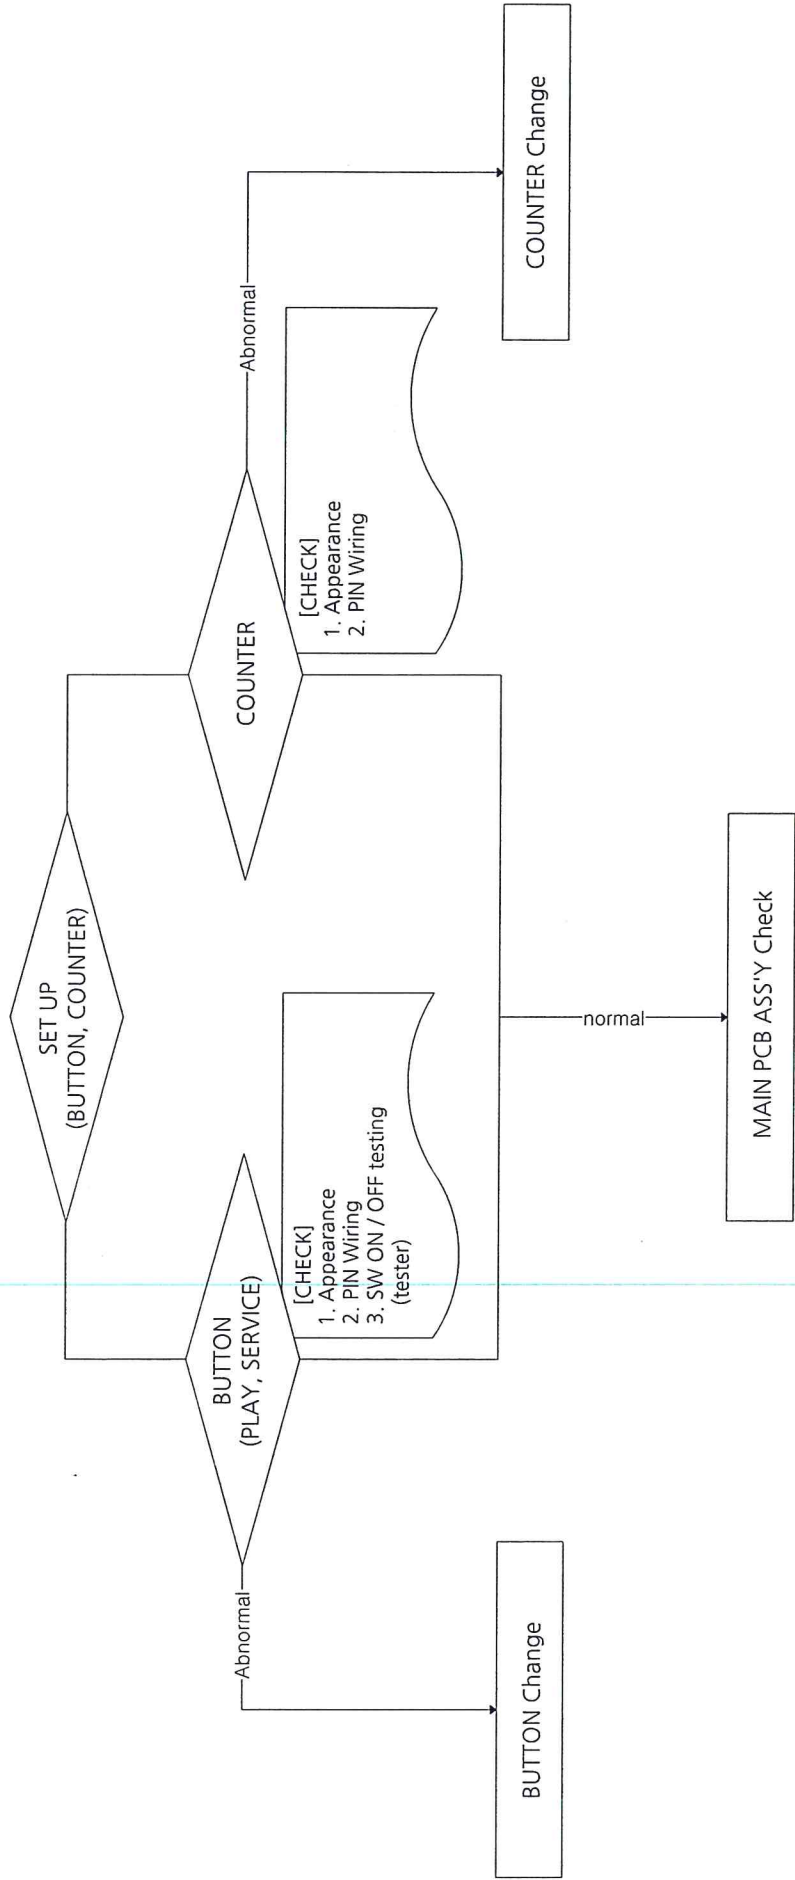 SET UP
(BUTTON, COUNTER)
BUTTON
(PLAY, SERVICE)
COUNTER
Abnormal
[CHECK]
1. Appearance
2. PIN Wiring
3. SW ON / OFF testing
(tester)
[CHECK]
1. Appearance
2. PIN Wiring
Abnormal
BUTTON Change
normal
COUNTER Change
MAIN PCB ASS'Y Check